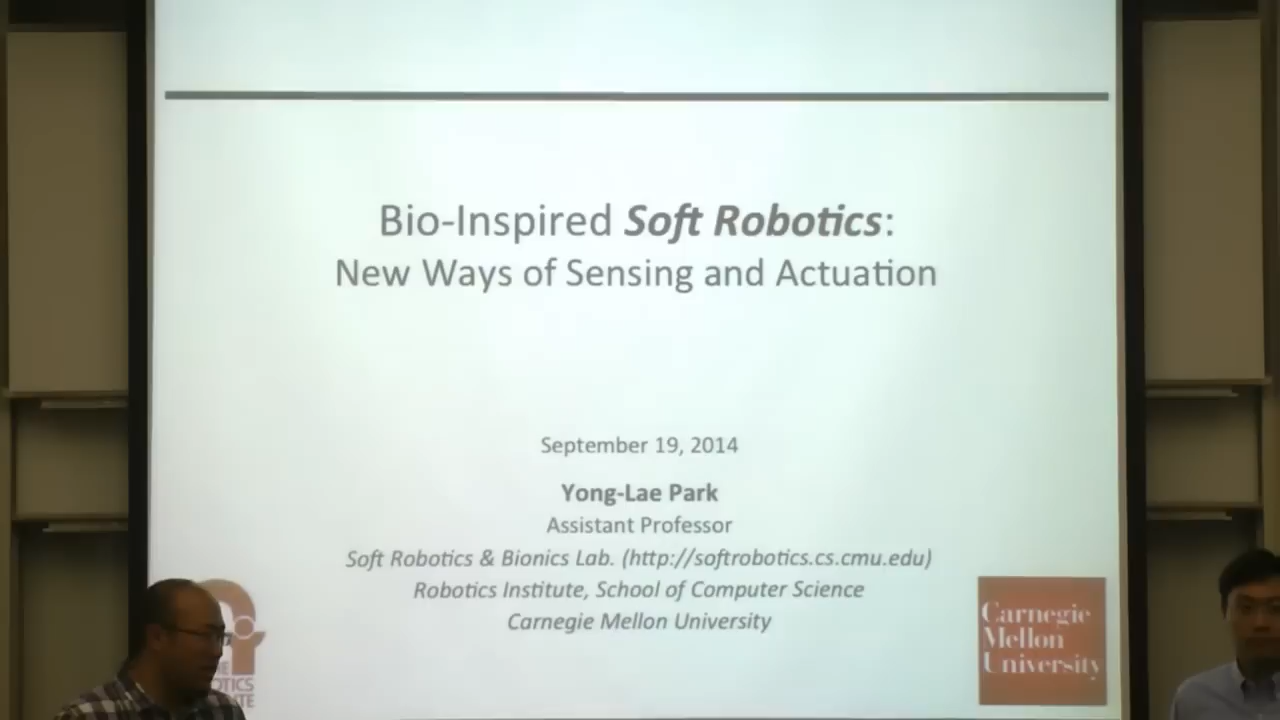 Bio-Inspired Soft Robotics:
New Ways of Sensing and Actuation
September 19, 2014
Yong-Lae Park
Assistant Professor
Soft Robotics & Bionics Lab. (http://softrobotics.cs.cmu.edu)
Robotics Institute, School of Computer Science
Carnegie Mellon University
Carnegie
Mellon
University